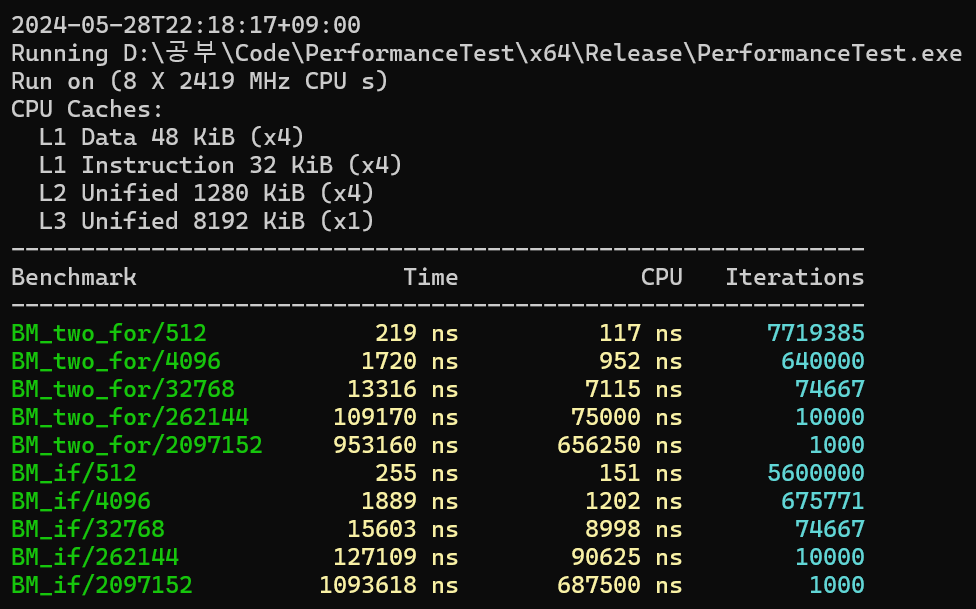 2024-05-28T22:18:17+09:00
Running D:\공부\Code\PerformanceTest\x64\Release\PerformanceTest.exe
Run on (8 X 2419 MHz CPU s)
CPU Caches:
  L1 Data 48 KiB (x4)
  L1 Instruction 32 KiB (x4)
  L2 Unified 1280 KiB (x4)
  L3 Unified 8192 KiB (x1)
-------------------------------------------------------------
Benchmark                   Time             CPU   Iterations
-------------------------------------------------------------
BM_two_for/512            219 ns          117 ns      7719385
BM_two_for/4096          1720 ns          952 ns       640000
BM_two_for/32768        13316 ns         7115 ns        74667
BM_two_for/262144      109170 ns        75000 ns        10000
BM_two_for/2097152     953160 ns       656250 ns         1000
BM_if/512                 255 ns          151 ns      5600000
BM_if/4096               1889 ns         1202 ns       675771
BM_if/32768             15603 ns         8998 ns        74667
BM_if/262144           127109 ns        90625 ns        10000
BM_if/2097152         1093618 ns       687500 ns         1000